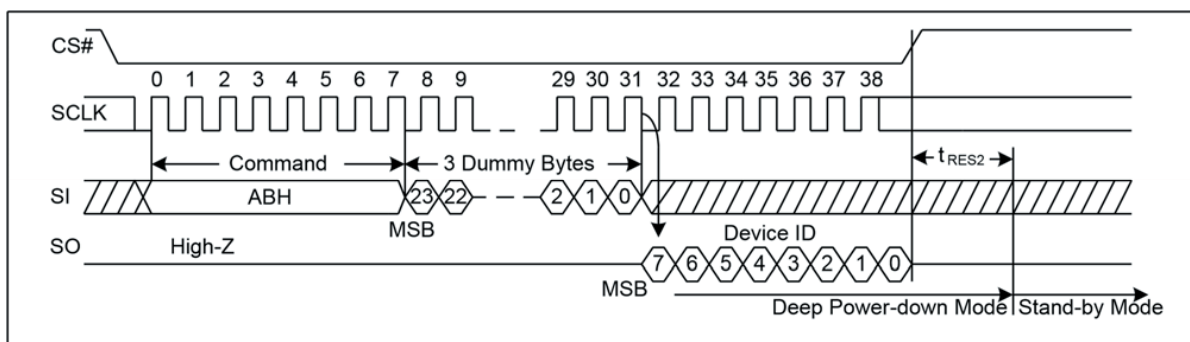 CS#
0 1 2 3 4 5 6 7 8 9 29 30 31 32 33 34 35 36 37 38
SCLK
Command 3 Dummy Bytes tRES2
SI ABH 23 22 2 1 0
MSB
SO High-Z Device ID
7 6 5 4 3 2 1 0
MSB
Deep Power-down Mode Stand-by Mode